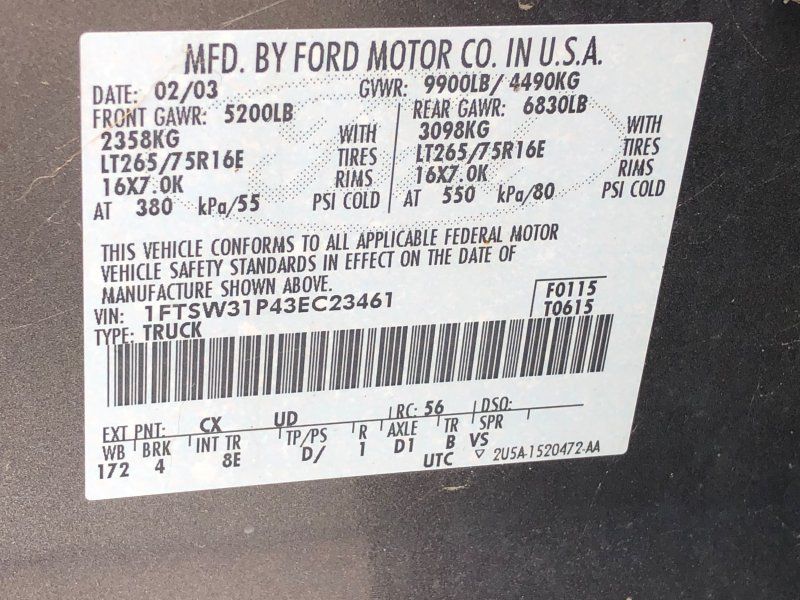 MFD. BY FORD MOTOR CO. IN U.S.A.
DATE: 02/03 GVWR: 9900LB/ 4490KG
FRONT GAWR: 5200LB REAR GAWR: 6830LB
2358KG WITH 3098KG WITH
LT265/75R16E TIRES LT265/75R16E TIRES
16X7.0K RIMS 16X7.0K RIMS
AT 380 kPa/55 PSI COLD AT 550 kPa/80 PSI COLD
THIS VEHICLE CONFORMS TO ALL APPLICABLE FEDERAL MOTOR
VEHICLE SAFETY STANDARDS IN EFFECT ON THE DATE OF
MANUFACTURE SHOWN ABOVE.
VIN: 1FTSW31P43EC23461 F0115
TYPE: TRUCK T0615
EXT PNT: CX UD RC: 56 DSO:
WB BRK INT TR TP/PS R AXLE TR SPR
172 4 8E D/ 1 D1 B VS
UTC ▽ 2U5A-1520472-AA